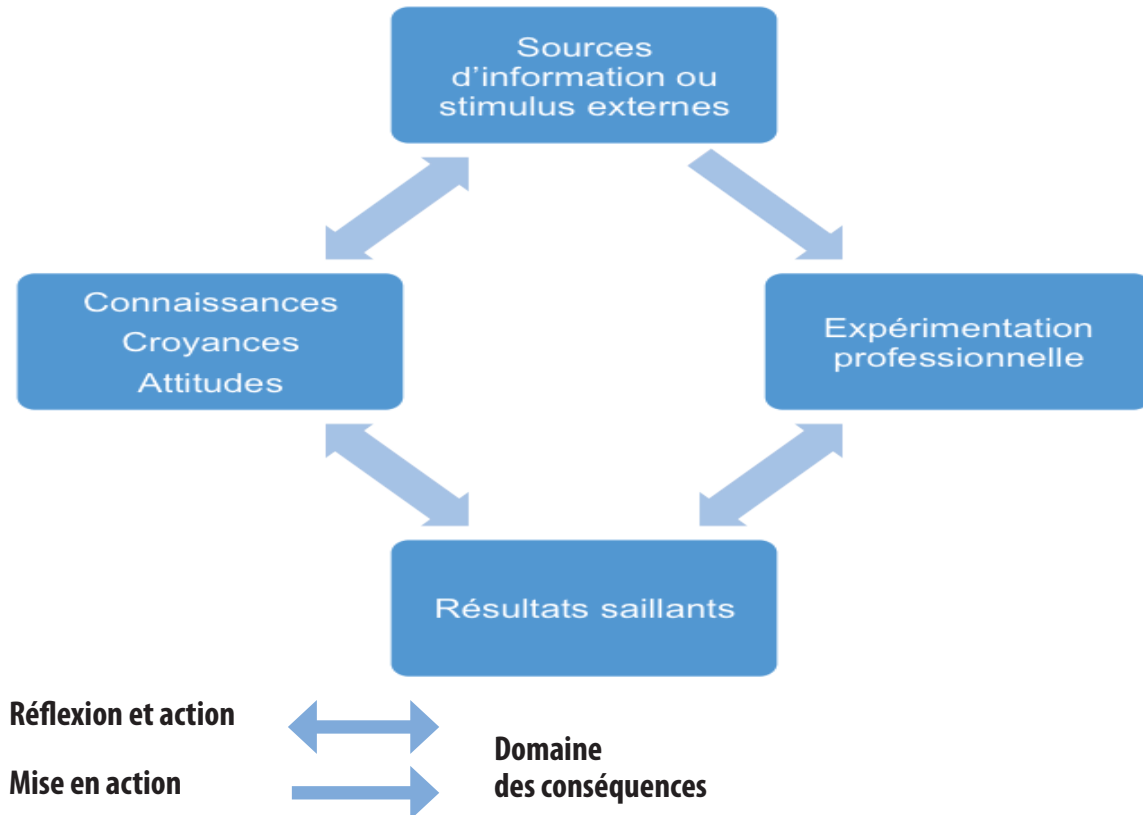 Sources
d’information ou
stimulus externes
Connaissances
Croyances
Attitudes
Expérimentation
professionnelle
Résultats saillants
Réflexion et action
Mise en action
Domaine
des conséquences